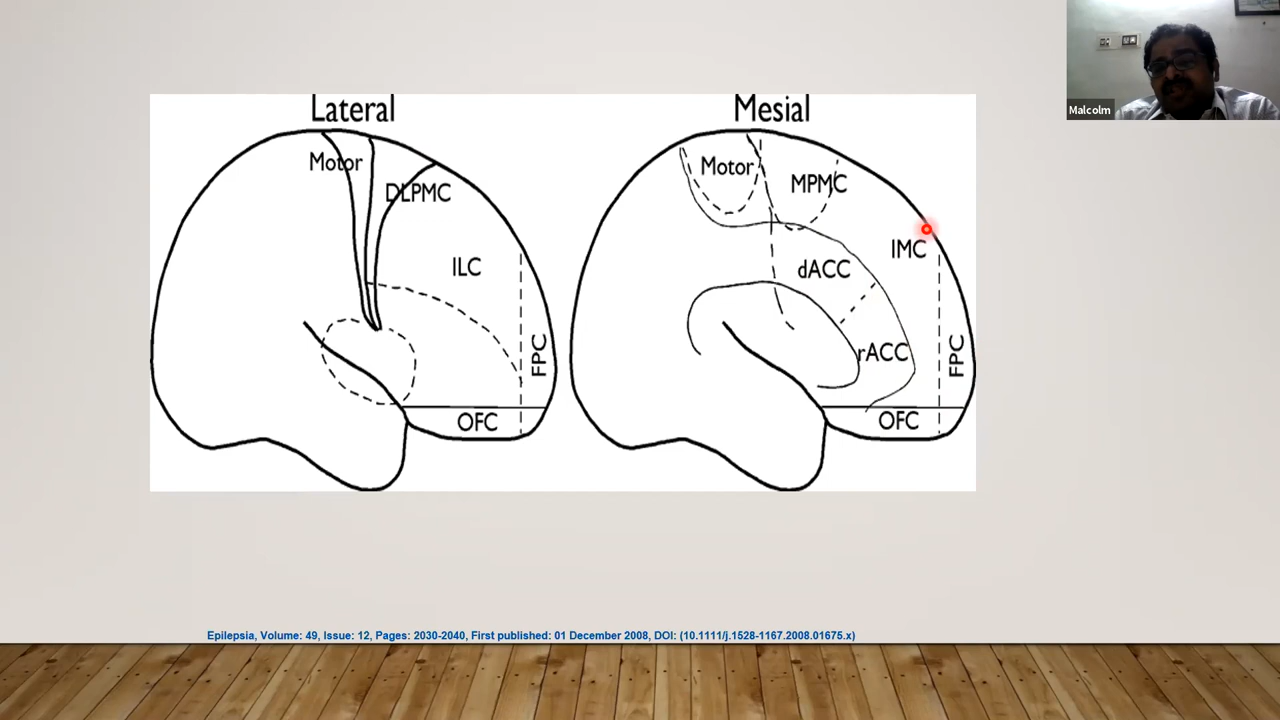 Malcolm
Lateral
Motor
DLPMC
ILC
FPC
OFC
Mesial
Motor
MPMC
IMC
dACC
rACC
FPC
OFC
Epilepsia, Volume: 49, Issue: 12, Pages: 2030-2040, First published: 01 December 2008, DOI: (10.1111/j.1528-1167.2008.01675.x)